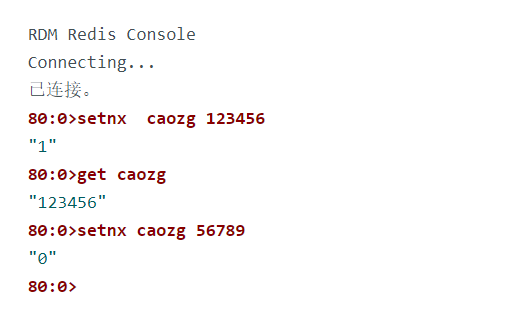 RDM Redis Console
Connecting...
已连接。
80:0>setnx  caozg 123456
"1"
80:0>get caozg
"123456"
80:0>setnx caozg 56789
"0"
80:0>